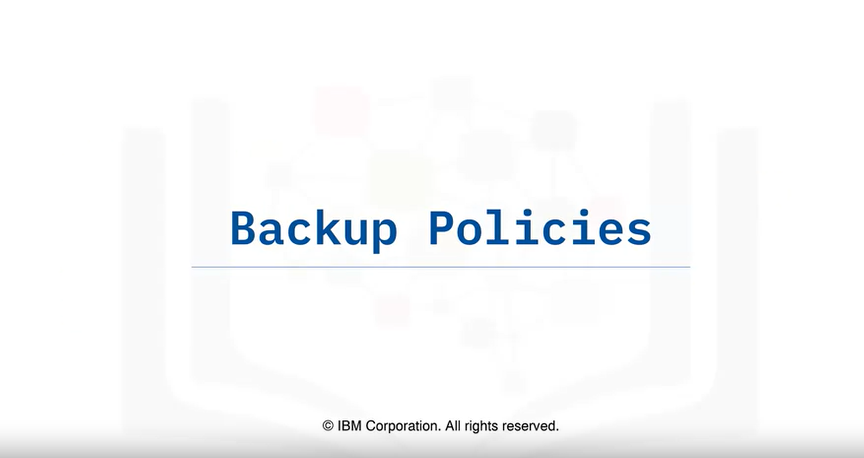 Backup Policies
© IBM Corporation. All rights reserved.